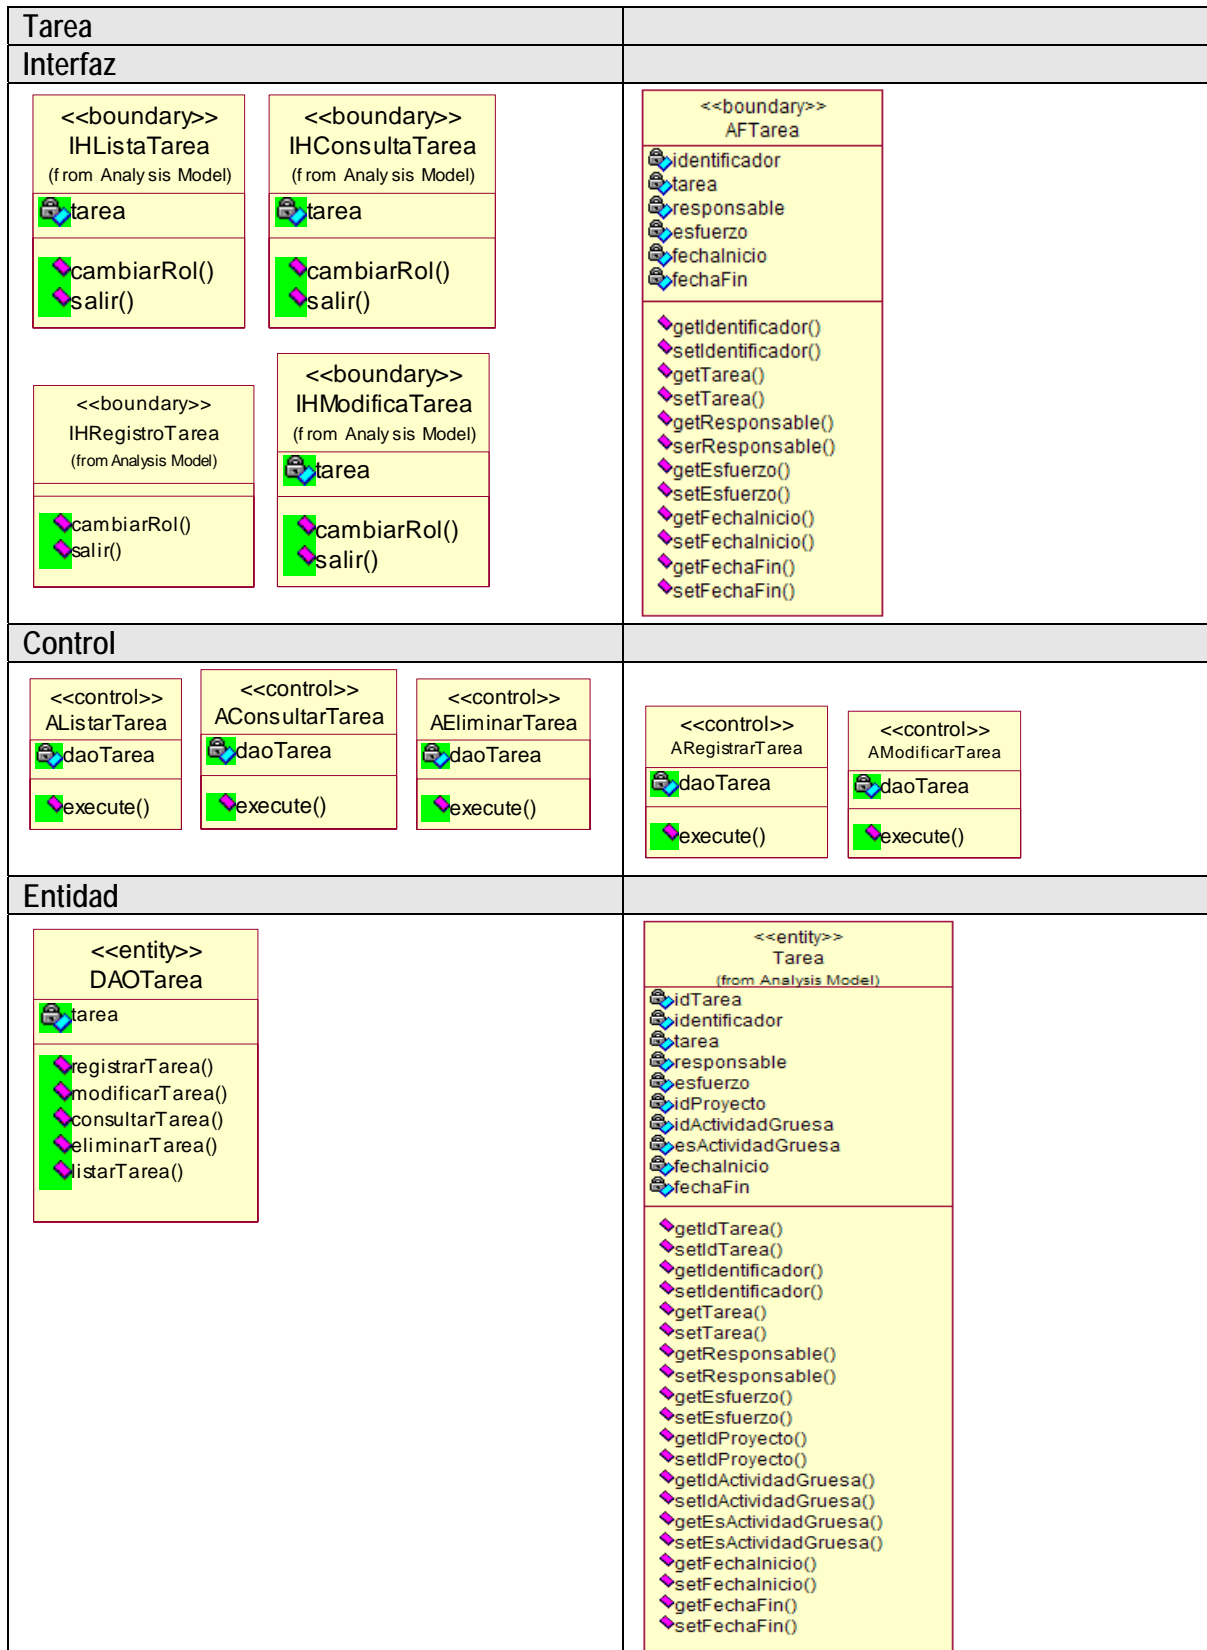 Tarea
Interfaz
<<boundary>>
IHListaTarea
(from Analysis Model)
tarea
cambiarRol()
salir()
<<boundary>>
IHConsultaTarea
(from Analysis Model)
tarea
cambiarRol()
salir()
<<boundary>>
IHRegistroTarea
(from Analysis Model)
cambiarRol()
salir()
<<boundary>>
IHModificaTarea
(from Analysis Model)
tarea
cambiarRol()
salir()
<<boundary>>
AFTarea
identificador
tarea
responsable
esfuerzo
fechaInicio
fechaFin
getIdentificador()
setIdentificador()
getTarea()
setTarea()
getResponsable()
serResponsable()
getEsfuerzo()
setEsfuerzo()
getFechaInicio()
setFechaInicio()
getFechaFin()
setFechaFin()
Control
<<control>>
AListarTarea
daoTarea
execute()
<<control>>
AConsultarTarea
daoTarea
execute()
<<control>>
AEliminarTarea
daoTarea
execute()
<<control>>
ARegistrarTarea
daoTarea
execute()
<<control>>
AModificarTarea
daoTarea
execute()
Entidad
<<entity>>
DAOTarea
tarea
registrarTarea()
modificarTarea()
consultarTarea()
eliminarTarea()
listarTarea()
<<entity>>
Tarea
(from Analysis Model)
idTarea
identificador
tarea
responsable
esfuerzo
idProyecto
idActividadGruesa
esActividadGruesa
fechaInicio
fechaFin
getIdTarea()
setIdTarea()
getIdentificador()
setIdentificador()
getTarea()
setTarea()
getResponsable()
setResponsable()
getEsfuerzo()
setEsfuerzo()
getIdProyecto()
setIdProyecto()
getIdActividadGruesa()
setIdActividadGruesa()
getEsActividadGruesa()
setEsActividadGruesa()
getFechaInicio()
setFechaInicio()
getFechaFin()
setFechaFin()